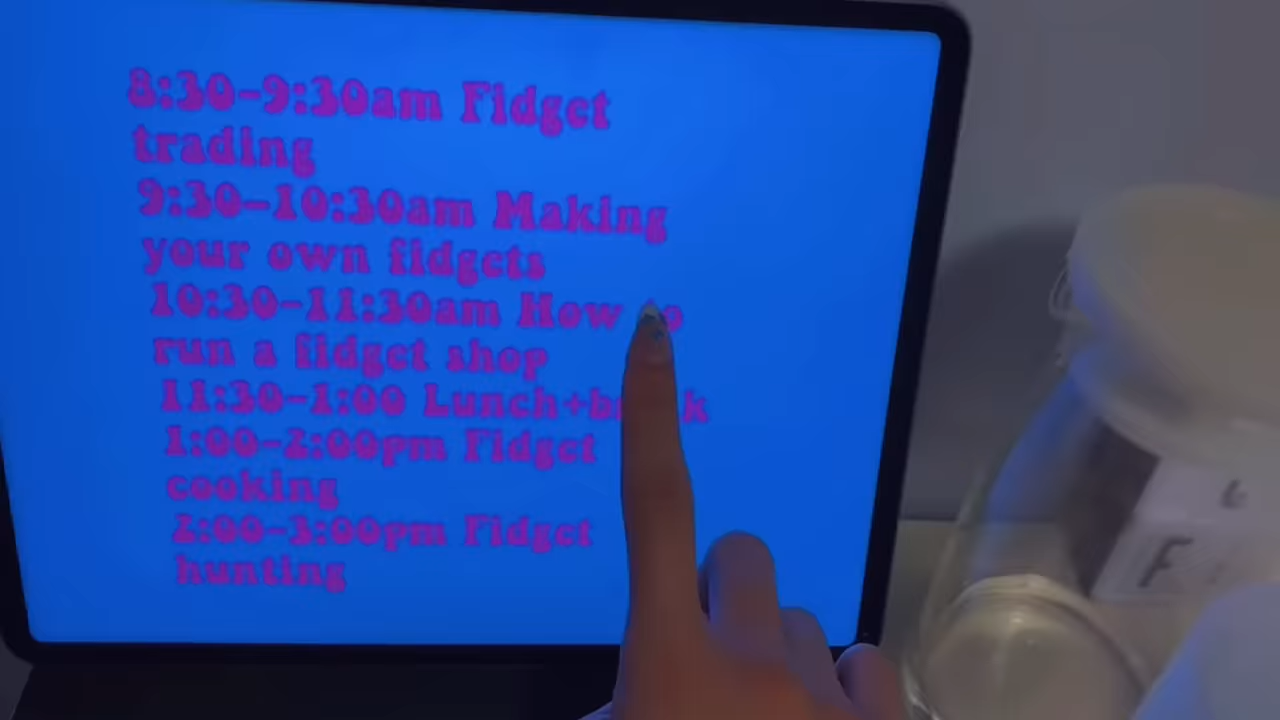 8:30-9:30am Fidget
trading
9:30-10:30am Making
your own fidgets
10:30-11:30am How
run a fidget shop
11:30-1:00 Lunch+
1:00-2:00pm Fidget
cooking
2:00-3:00pm Fidget
hunting
F